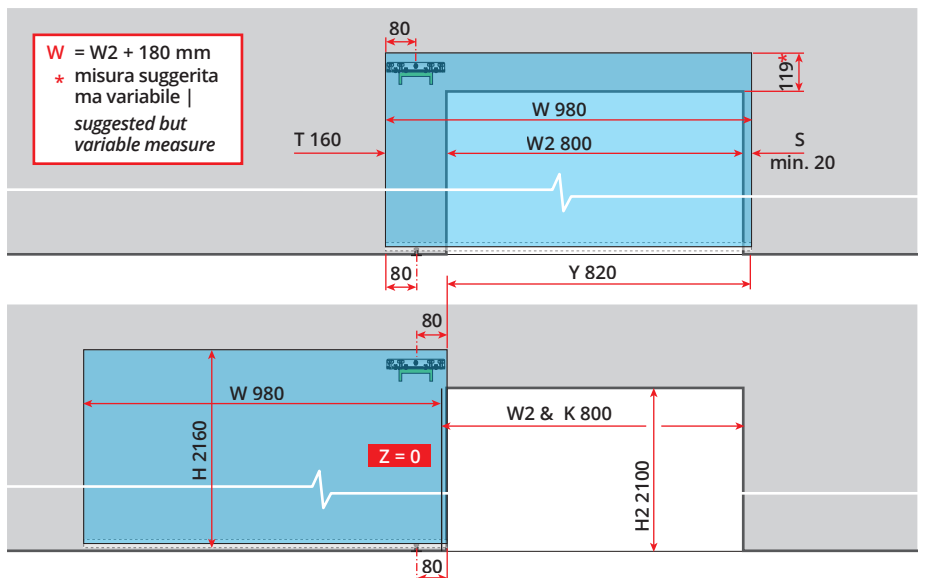 W = W2 + 180 mm
* misura suggerita
ma variabile |
suggested but
variable measure
80
119*
W 980
T 160
W2 800
S
min. 20
80
Y 820
80
W 980
W2 & K 800
H 2160
Z = 0
H2 2100
80